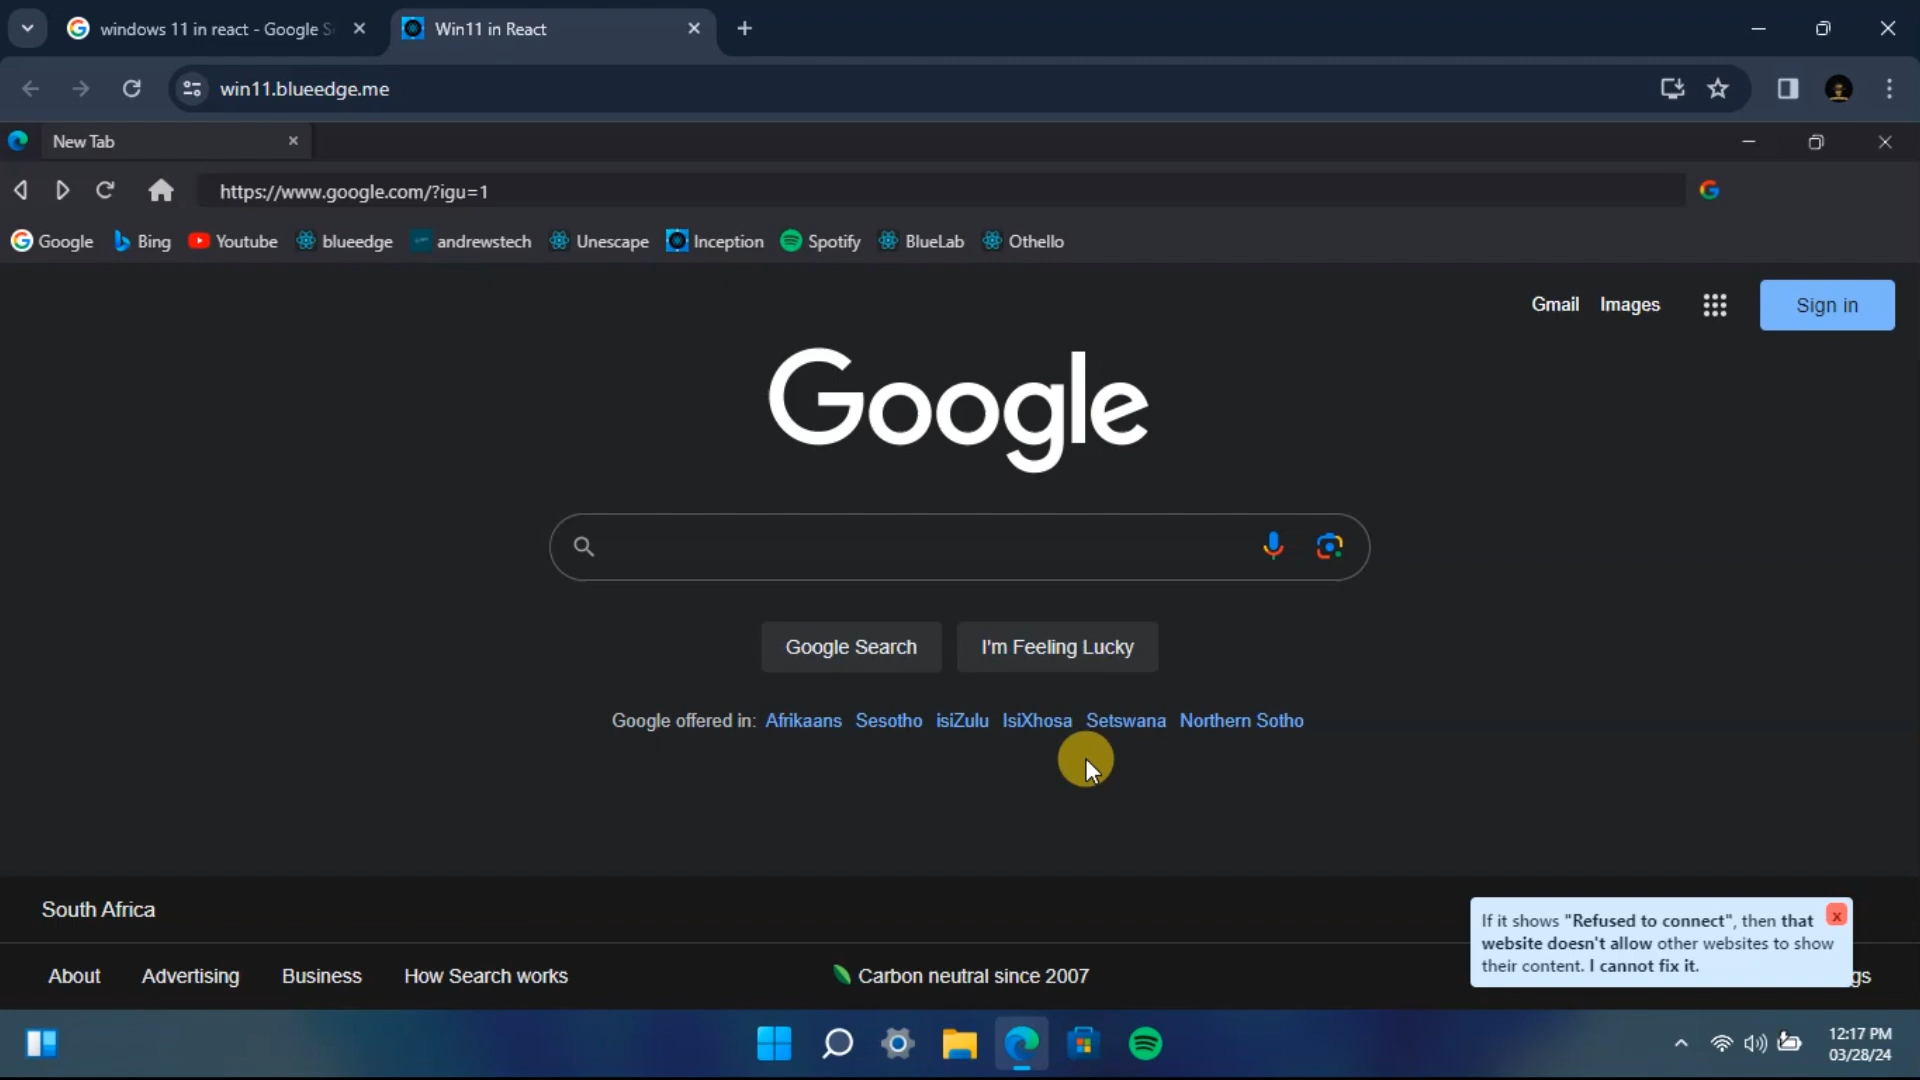 windows 11 in react - Google S
Win11 in React
win11.blueedge.me
New Tab
https://www.google.com/?igu=1
Google Bing Youtube blueedge andrewstech Unescape Inception Spotify BlueLab Othello
Gmail Images Sign in
Google
Google Search I'm Feeling Lucky
Google offered in: Afrikaans Sesotho isiZulu IsiXhosa Setswana Northern Sotho
South Africa
If it shows "Refused to connect", then that x
website doesn't allow other websites to show
their content. I cannot fix it.
About Advertising Business How Search works Carbon neutral since 2007 gs
12:17 PM
03/28/24